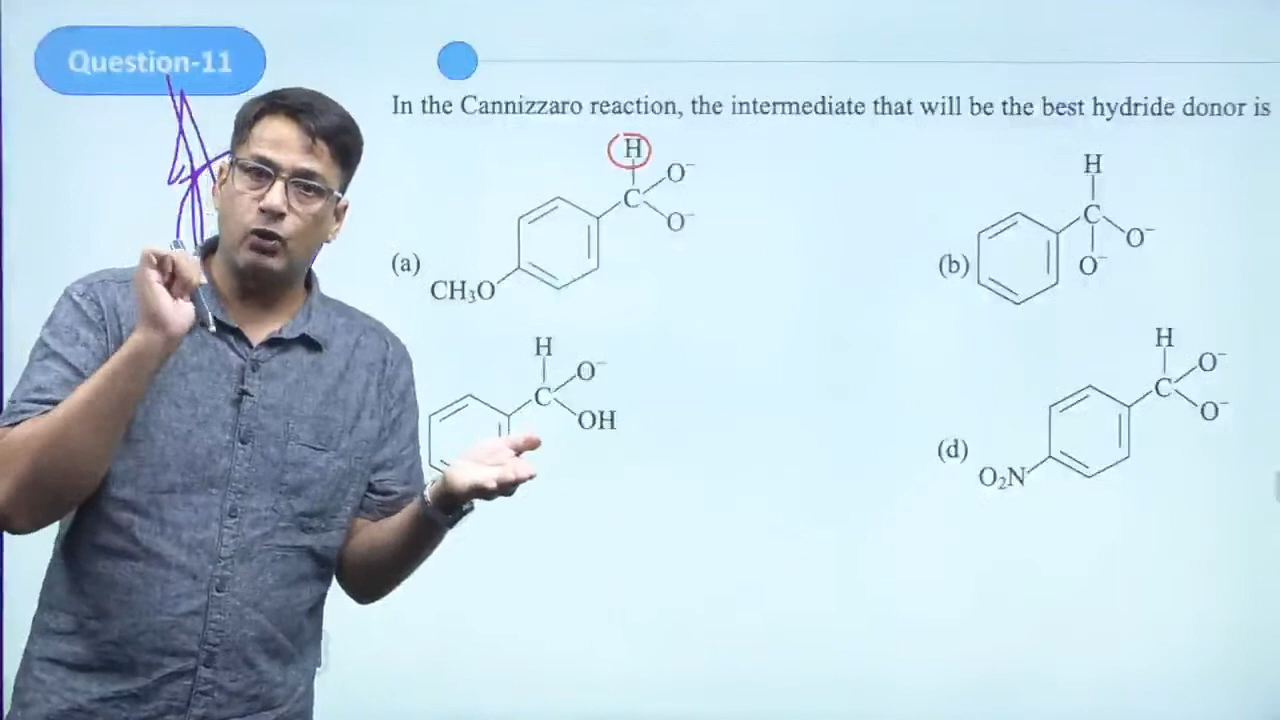 Question-11
In the Cannizzaro reaction, the intermediate that will be the best hydride donor is
H
O⁻
C
O⁻
(a)
CH₃O
H
C
O⁻
(b)
O⁻
H
O⁻
C
OH
H
O⁻
C
O⁻
(d)
O₂N